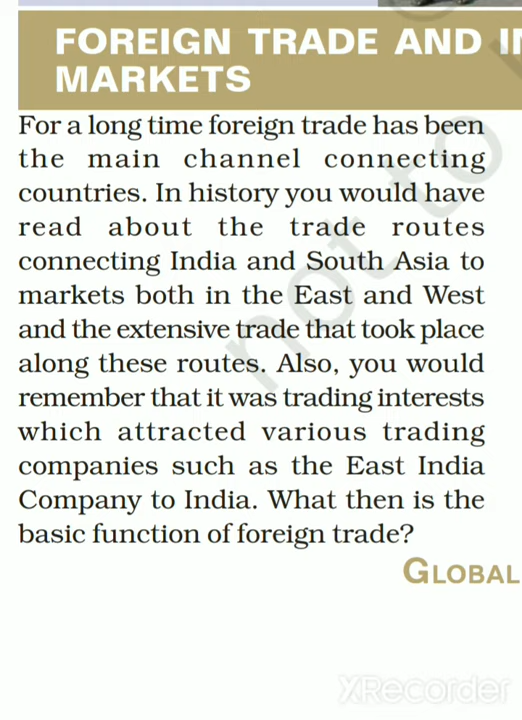 FOREIGN TRADE AND
MARKETS
For a long time foreign trade has been
the main channel connecting
countries. In history you would have
read about the trade routes
connecting India and South Asia to
markets both in the East and West
and the extensive trade that took place
along these routes. Also, you would
remember that it was trading interests
which attracted various trading
companies such as the East India
Company to India. What then is the
basic function of foreign trade?
GLOBAL
not to
XRecorder